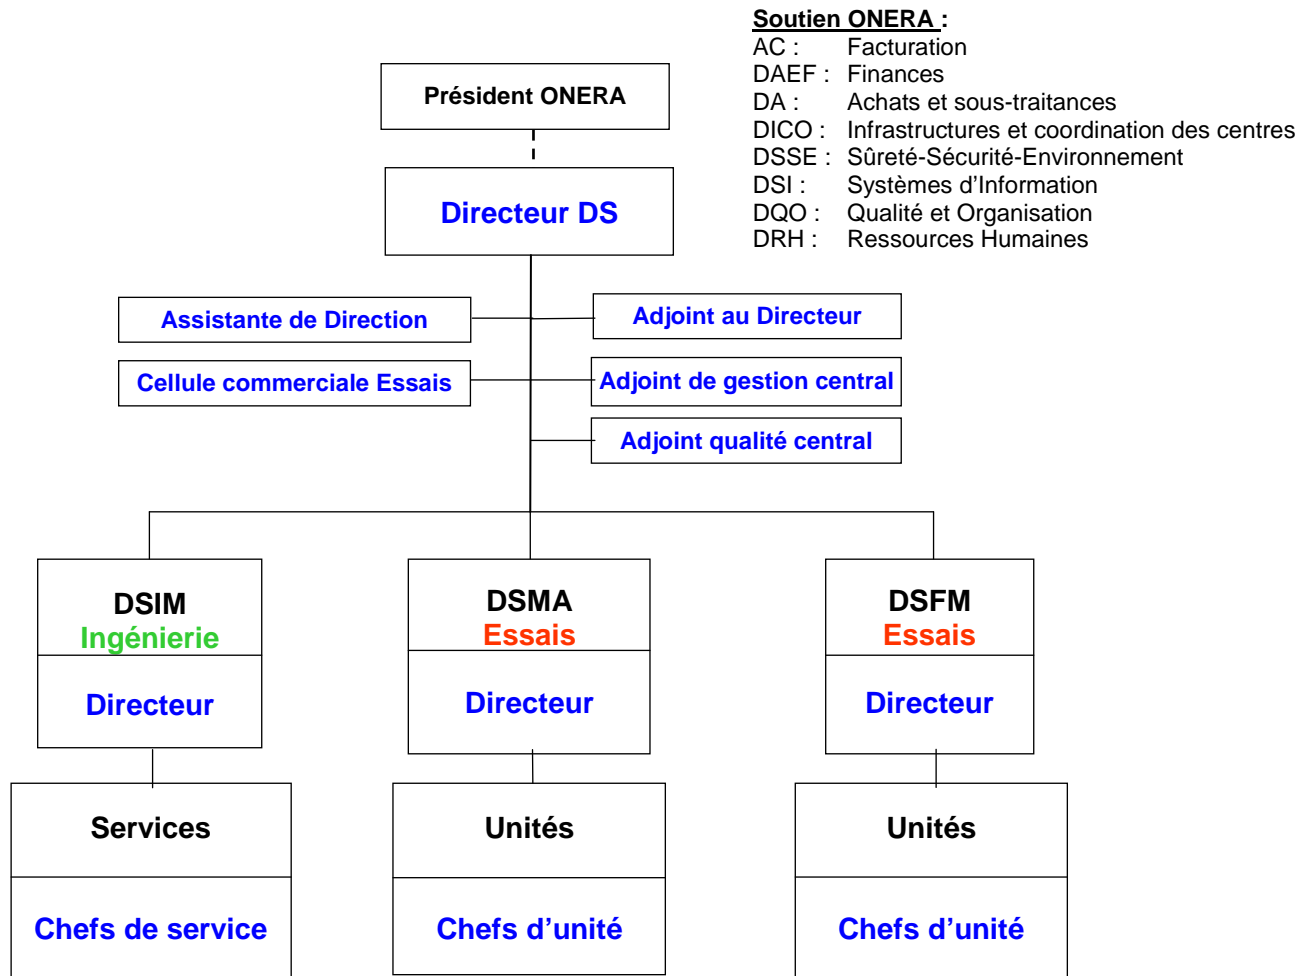 Soutien ONERA :
AC : Facturation
DAEF : Finances
DA : Achats et sous-traitances
DICO : Infrastructures et coordination des centres
DSSE : Sûreté-Sécurité-Environnement
DSI : Systèmes d'Information
DQO : Qualité et Organisation
DRH : Ressources Humaines
Président ONERA
Directeur DS
Assistante de Direction
Adjoint au Directeur
Cellule commerciale Essais
Adjoint de gestion central
Adjoint qualité central
DSIM
Ingénierie
Directeur
Services
Chefs de service
DSMA
Essais
Directeur
Unités
Chefs d'unité
DSFM
Essais
Directeur
Unités
Chefs d'unité